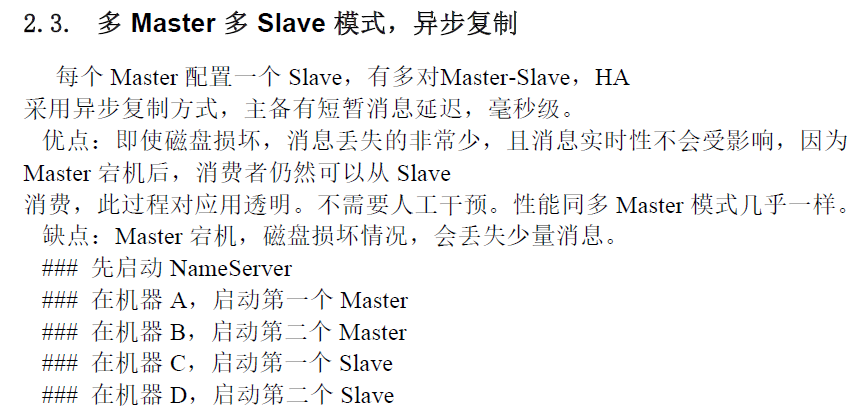 2.3. 多 Master 多 Slave 模式，异步复制
每个 Master 配置一个 Slave，有多对Master-Slave，HA
采用异步复制方式，主备有短暂消息延迟，毫秒级。
优点：即使磁盘损坏，消息丢失的非常少，且消息实时性不会受影响，因为
Master 宕机后，消费者仍然可以从 Slave
消费，此过程对应用透明。不需要人工干预。性能同多 Master 模式几乎一样。
缺点：Master 宕机，磁盘损坏情况，会丢失少量消息。
### 先启动 NameServer
### 在机器 A，启动第一个 Master
### 在机器 B，启动第二个 Master
### 在机器 C，启动第一个 Slave
### 在机器 D，启动第二个 Slave